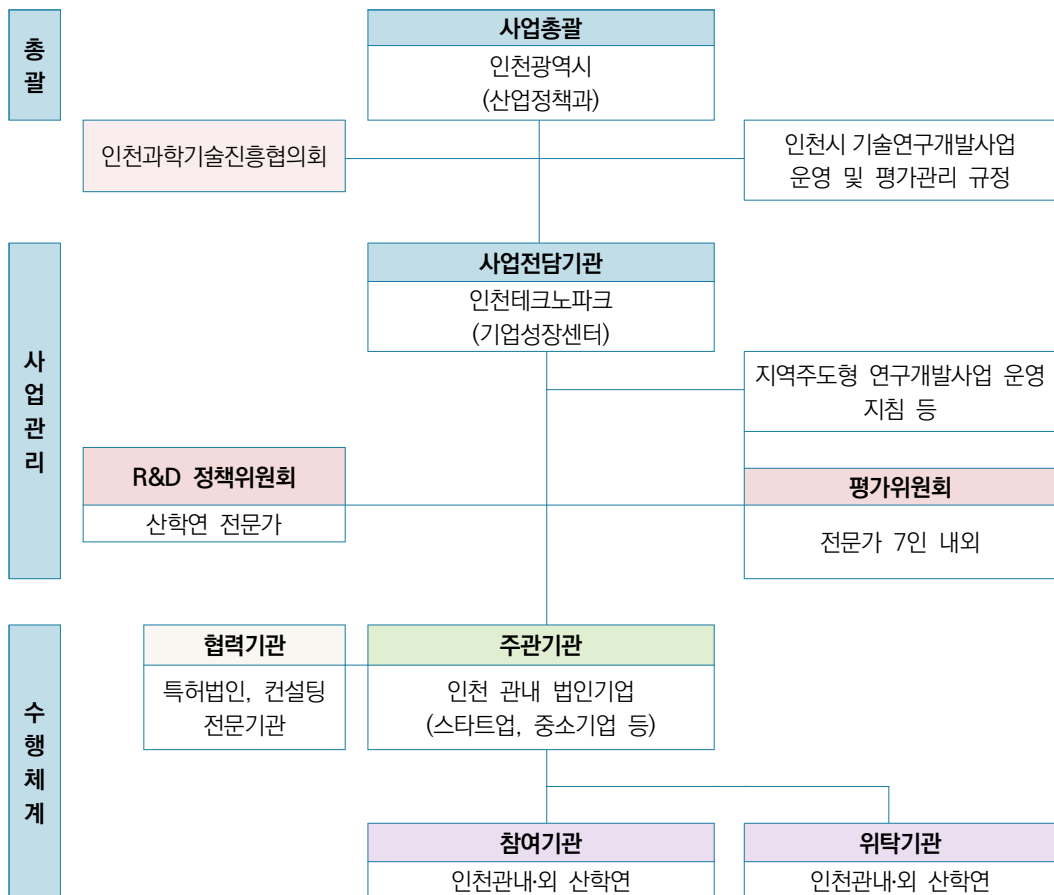 총괄
사업총괄
인천광역시
(산업정책과)
인천과학기술진흥협의회
인천시 기술연구개발사업
운영 및 평가관리 규정
사업관리
사업전담기관
인천테크노파크
(기업성장센터)
지역주도형 연구개발사업 운영
지침 등
R&D 정책위원회
산학연 전문가
평가위원회
전문가 7인 내외
수행체계
협력기관
특허법인, 컨설팅
전문기관
주관기관
인천 관내 법인기업
(스타트업, 중소기업 등)
참여기관
인천관내·외 산학연
위탁기관
인천관내·외 산학연